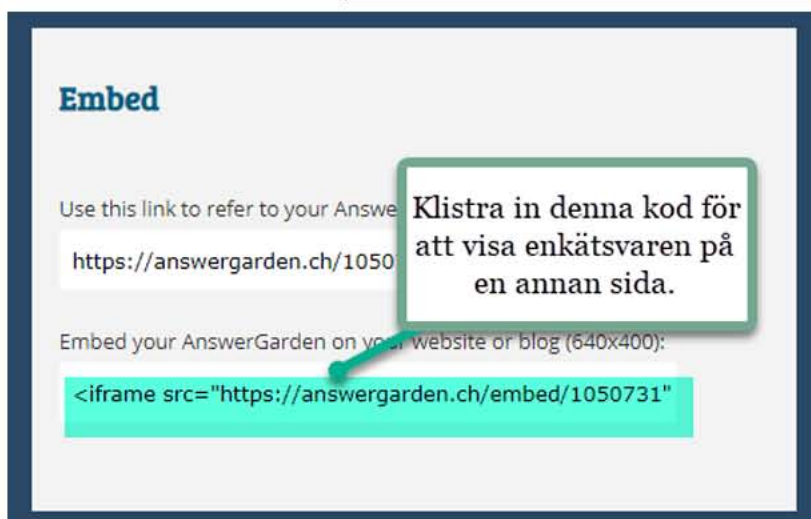 Embed
Use this link to refer to your Answe
https://answergarden.ch/1050
Klistra in denna kod för
att visa enkätsvaren på
en annan sida.
Embed your AnswerGarden on your website or blog (640x400):
<iframe src="https://answergarden.ch/embed/1050731"